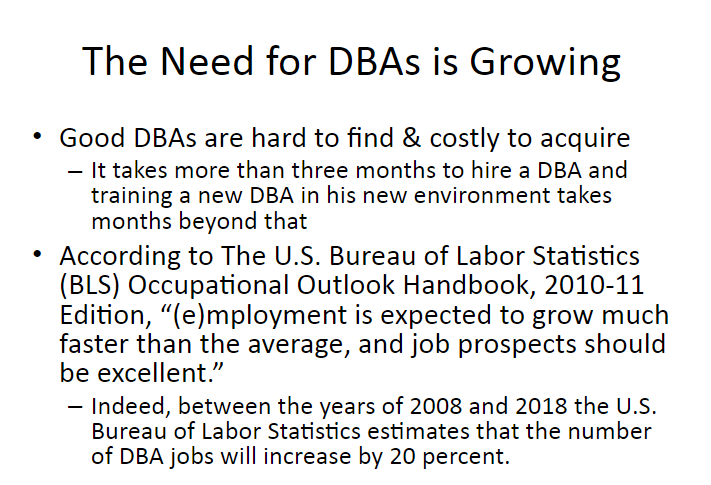 The Need for DBAs is Growing
• Good DBAs are hard to find & costly to acquire
– It takes more than three months to hire a DBA and
training a new DBA in his new environment takes
months beyond that
• According to The U.S. Bureau of Labor Statistics
(BLS) Occupational Outlook Handbook, 2010-11
Edition, “(e)mployment is expected to grow much
faster than the average, and job prospects should
be excellent.”
– Indeed, between the years of 2008 and 2018 the U.S.
Bureau of Labor Statistics estimates that the number
of DBA jobs will increase by 20 percent.